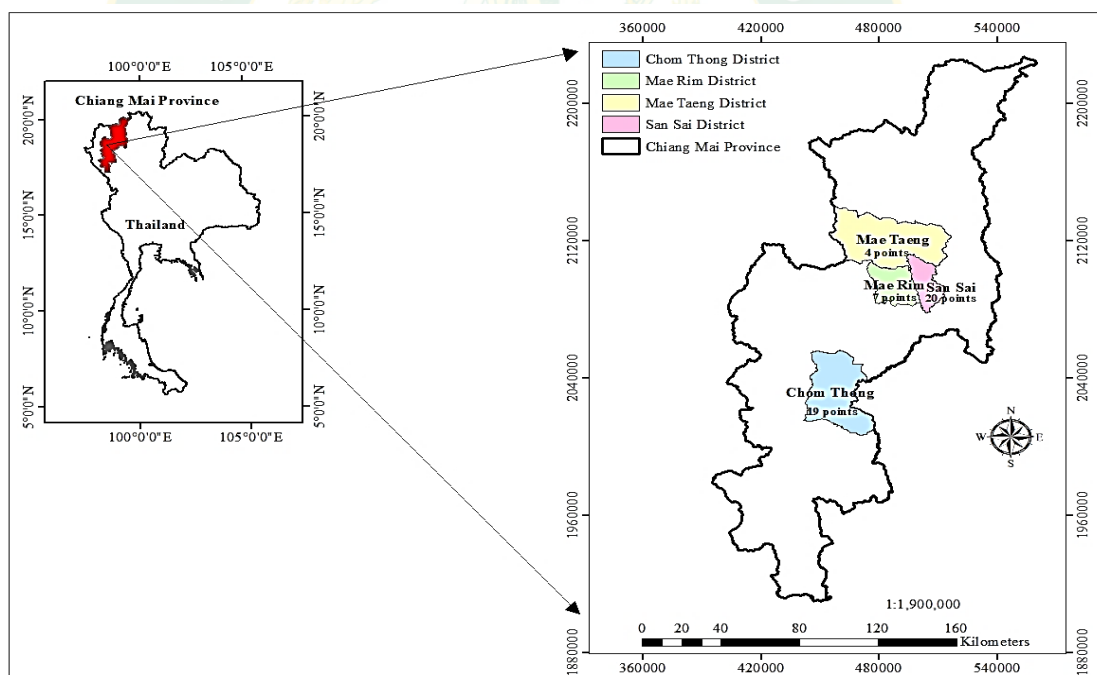 100°0'0"E 105°0'0"E
Chiang Mai Province
20°0'0"N
15°0'0"N
10°0'0"N
5°0'0"N
20°0'0"N
15°0'0"N
10°0'0"N
5°0'0"N
Thailand
100°0'0"E 105°0'0"E
360000 420000 480000 540000
Chom Thong District
Mae Rim District
Mae Taeng District
San Sai District
Chiang Mai Province
2200000
2120000
2040000
1960000
1880000
2200000
2120000
2040000
1960000
1880000
Mae Taeng
4 points
Mae Rim
7 points
San Sai
20 points
Chom Thong
19 points
N
W E
S
1:1,900,000
0 20 40 80 120 160
Kilometers
360000 420000 480000 540000